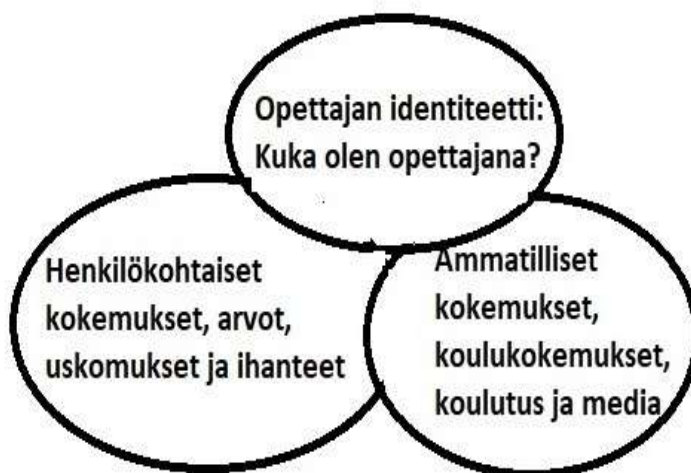 Opettajan identiteetti:
Kuka olen opettajana?
Henkilökohtaiset
kokemukset, arvot,
uskomukset ja ihanteet
Ammatilliset
kokemukset,
koulukokemukset,
koulutus ja media